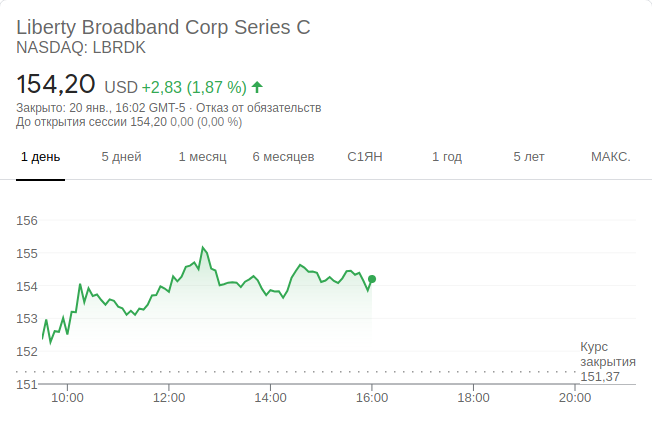 Liberty Broadband Corp Series C
NASDAQ: LBRDK
154,20 USD +2,83 (1,87 %)
Закрыто: 20 янв., 16:02 GMT-5 · Отказ от обязательств
До открытия сессии 154,20 0,00 (0,00 %)
1 день 5 дней 1 месяц 6 месяцев С1ЯН 1 год 5 лет МАКС.
156
155
154
153
152
151
Курс
закрытия
151,37
10:00 12:00 14:00 16:00 18:00 20:00